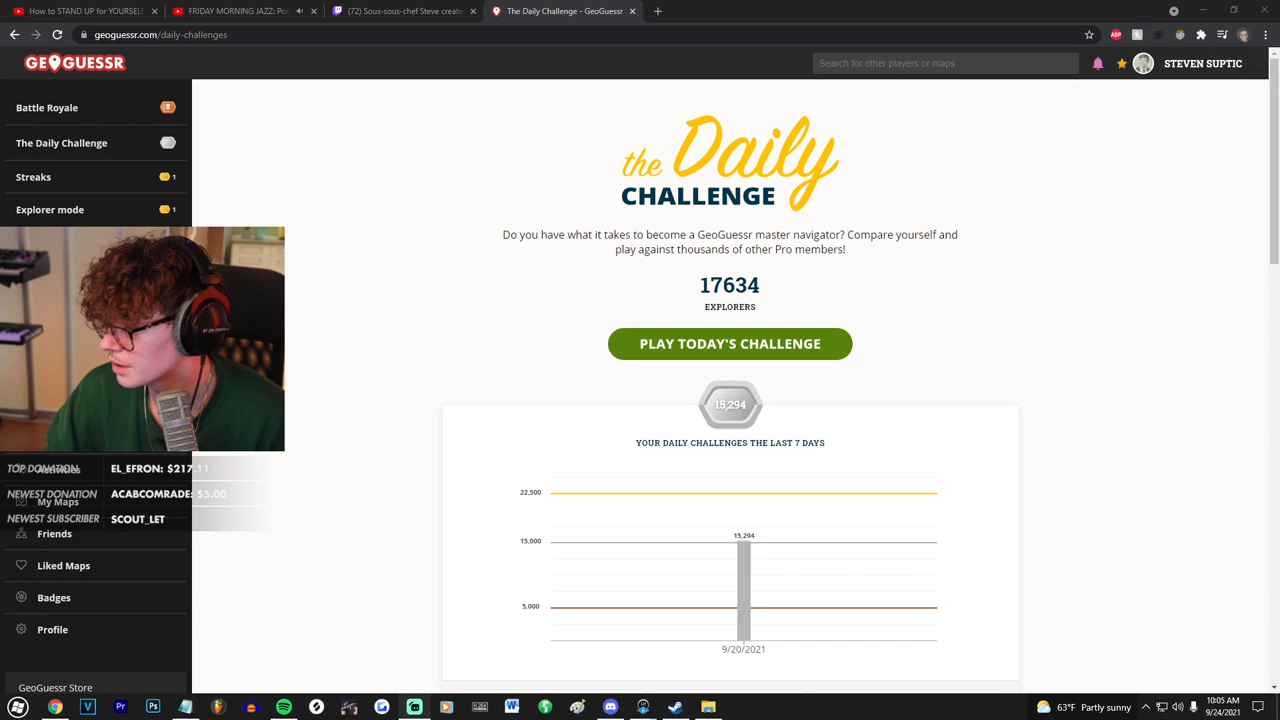 How to STAND UP for YOURSELF
FRIDAY MORNING JAZZ:
(72) Sous-sous-chef Steve create
The Daily Challenge - GeoGuessr
geoguessr.com/daily-challenges
GEOGUESSR
Search for other players or maps
STEVEN SUPTIC
Battle Royale
8
The Daily Challenge
Streaks
1
Explorer mode
1
the Daily
CHALLENGE
Do you have what it takes to become a GeoGuessr master navigator? Compare yourself and
play against thousands of other Pro members!
17634
EXPLORERS
PLAY TODAY'S CHALLENGE
15,294
YOUR DAILY CHALLENGES THE LAST 7 DAYS
22,500
15,294
15,000
5,000
9/20/2021
TOP DONATION
EL_EFRON: $217.11
Activities
NEWEST DONATION
ACABCOMRADE: $5.00
My Maps
NEWEST SUBSCRIBER
SCOUT_LET
Friends
Liked Maps
Badges
Profile
GeoGuessr Store
63°F Partly sunny
10:05 AM
9/24/2021